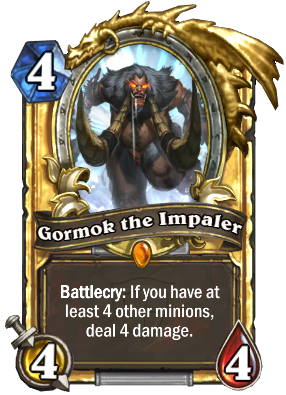 4
Gormok the Impaler
Battlecry: If you have at
least 4 other minions,
deal 4 damage.
4
4